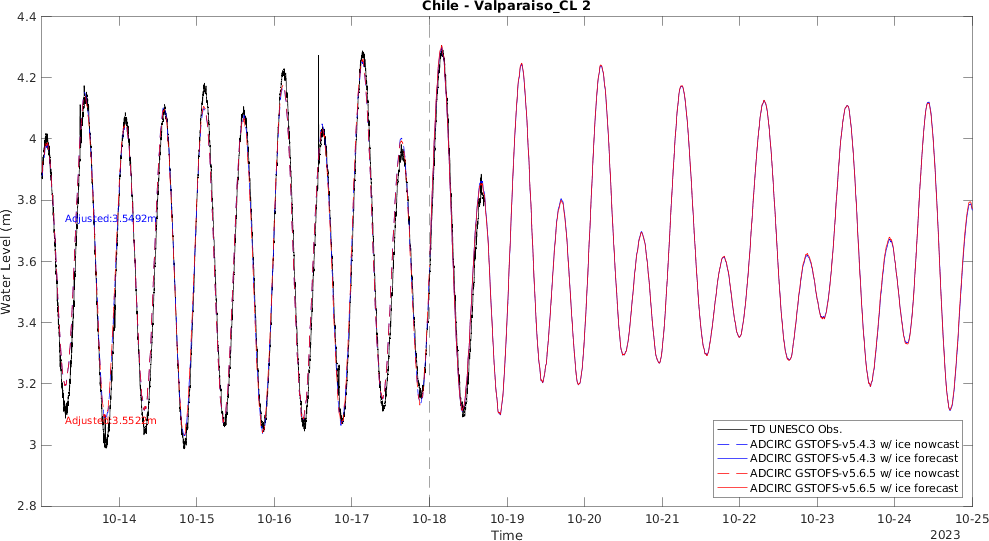 Chile - Valparaiso_CL 2
4.4
4.2
4
3.8
3.6
3.4
3.2
3
2.8
Water Level (m)
Adjusted:3.5492m
TD UNESCO Obs.
ADCIRC GSTOFS-v5.4.3 w/ ice nowcast
ADCIRC GSTOFS-v5.4.3 w/ ice forecast
ADCIRC GSTOFS-v5.6.5 w/ ice nowcast
ADCIRC GSTOFS-v5.6.5 w/ ice forecast
10-14
10-15
10-16
10-17
10-18
10-19
10-20
10-21
10-22
10-23
10-24
10-25
Time
2023